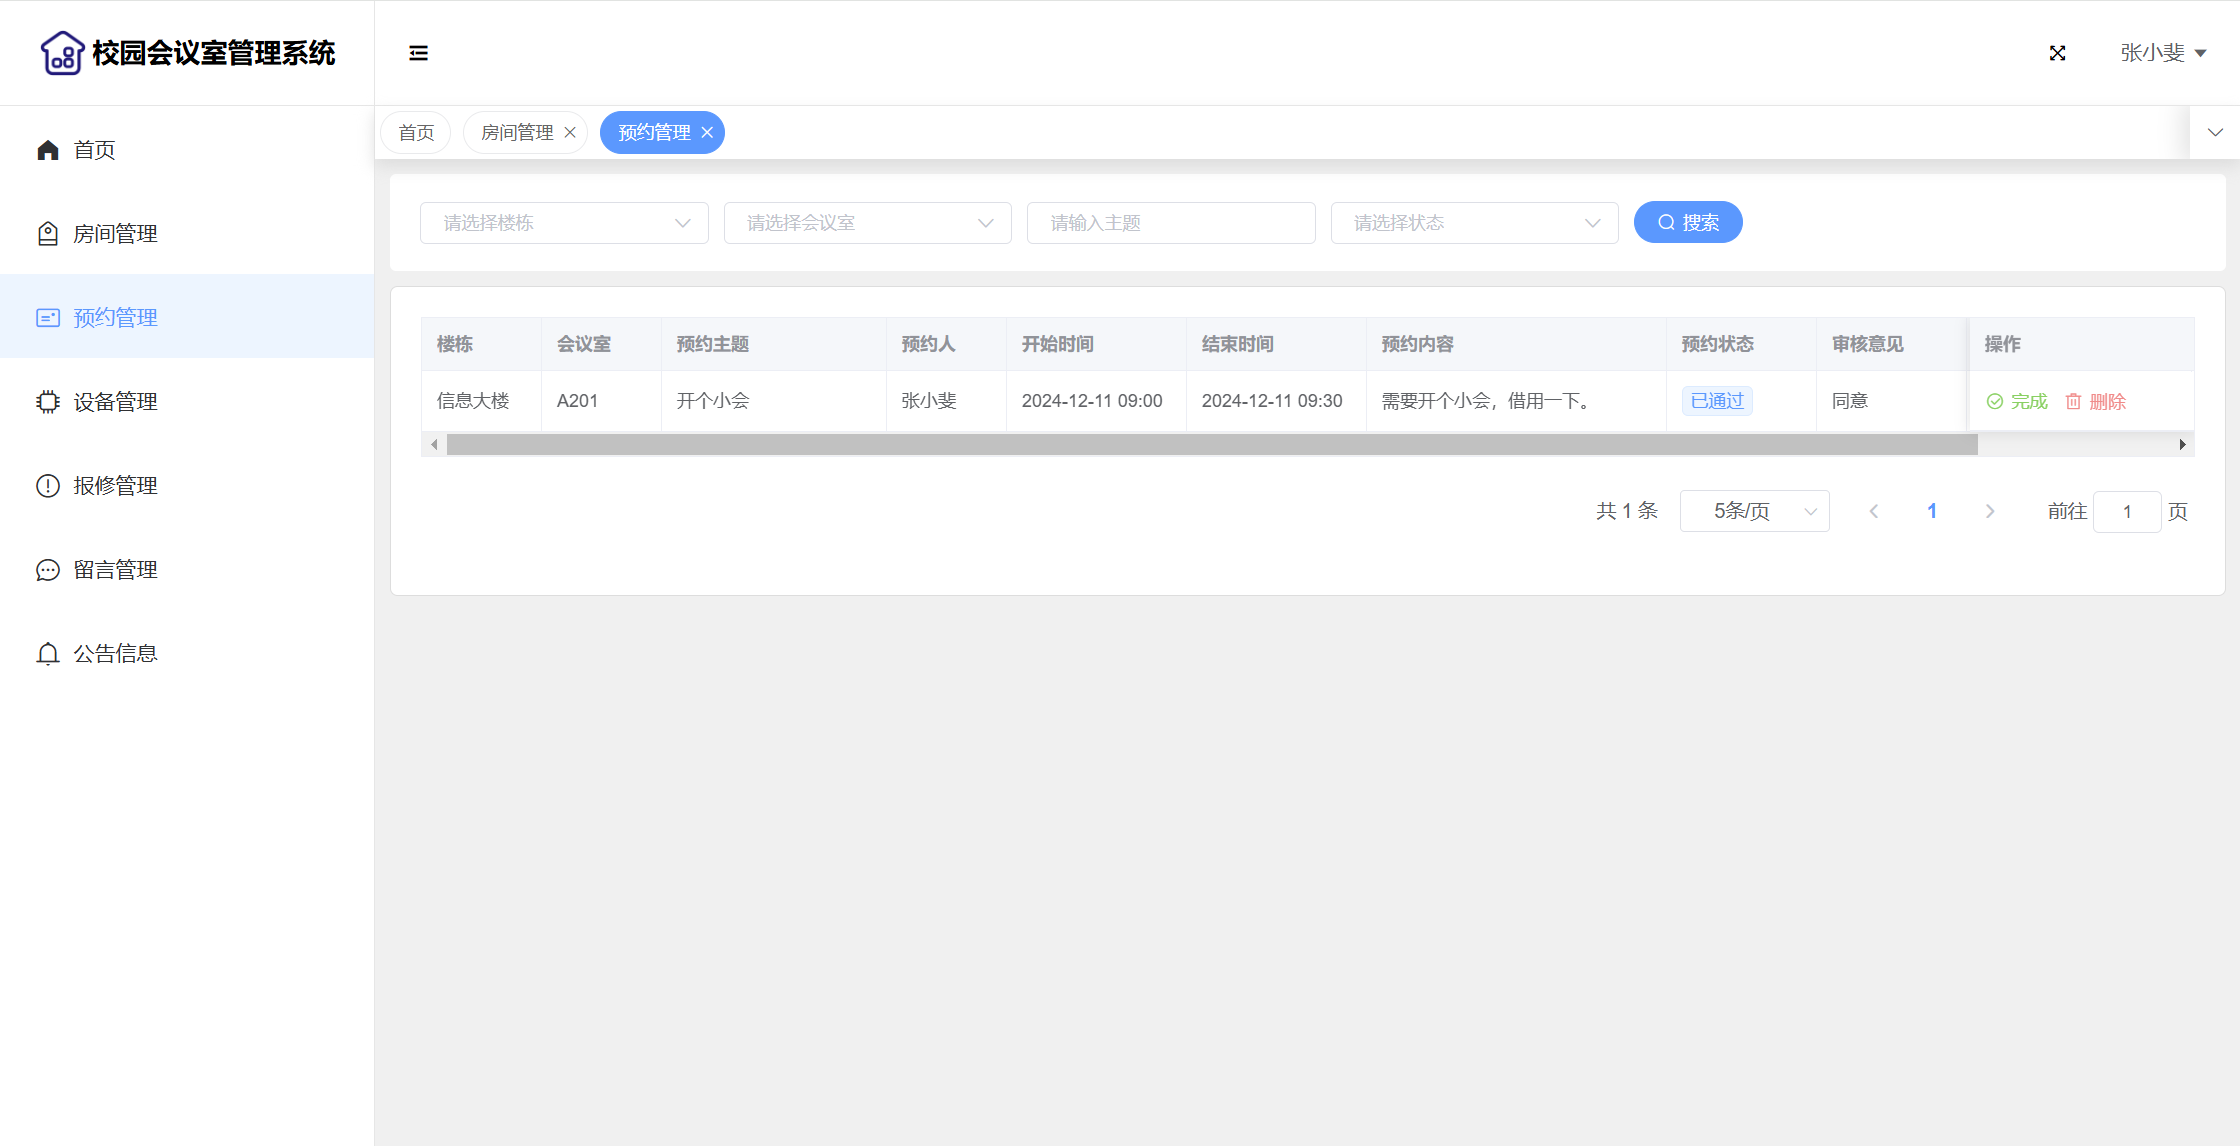 校园会议室管理系统
张小斐
首页
房间管理
预约管理
设备管理
报修管理
留言管理
公告信息
首页 房间管理 预约管理
请选择楼栋 请选择会议室 请输入主题 请选择状态 搜索
楼栋 会议室 预约主题 预约人 开始时间 结束时间 预约内容 预约状态 审核意见 操作
信息大楼 A201 开个小会 张小斐 2024-12-11 09:00 2024-12-11 09:30 需要开个小会，借用一下。 已通过 同意 完成 删除
共 1 条 5条/页 1 前往 1 页